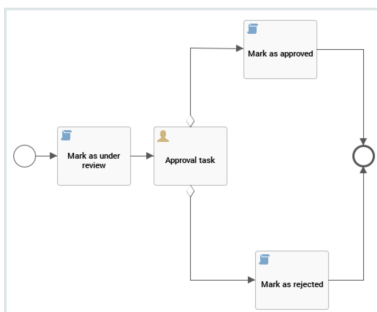 Mark as approved
Mark as under
review
Approval task
Mark as rejected